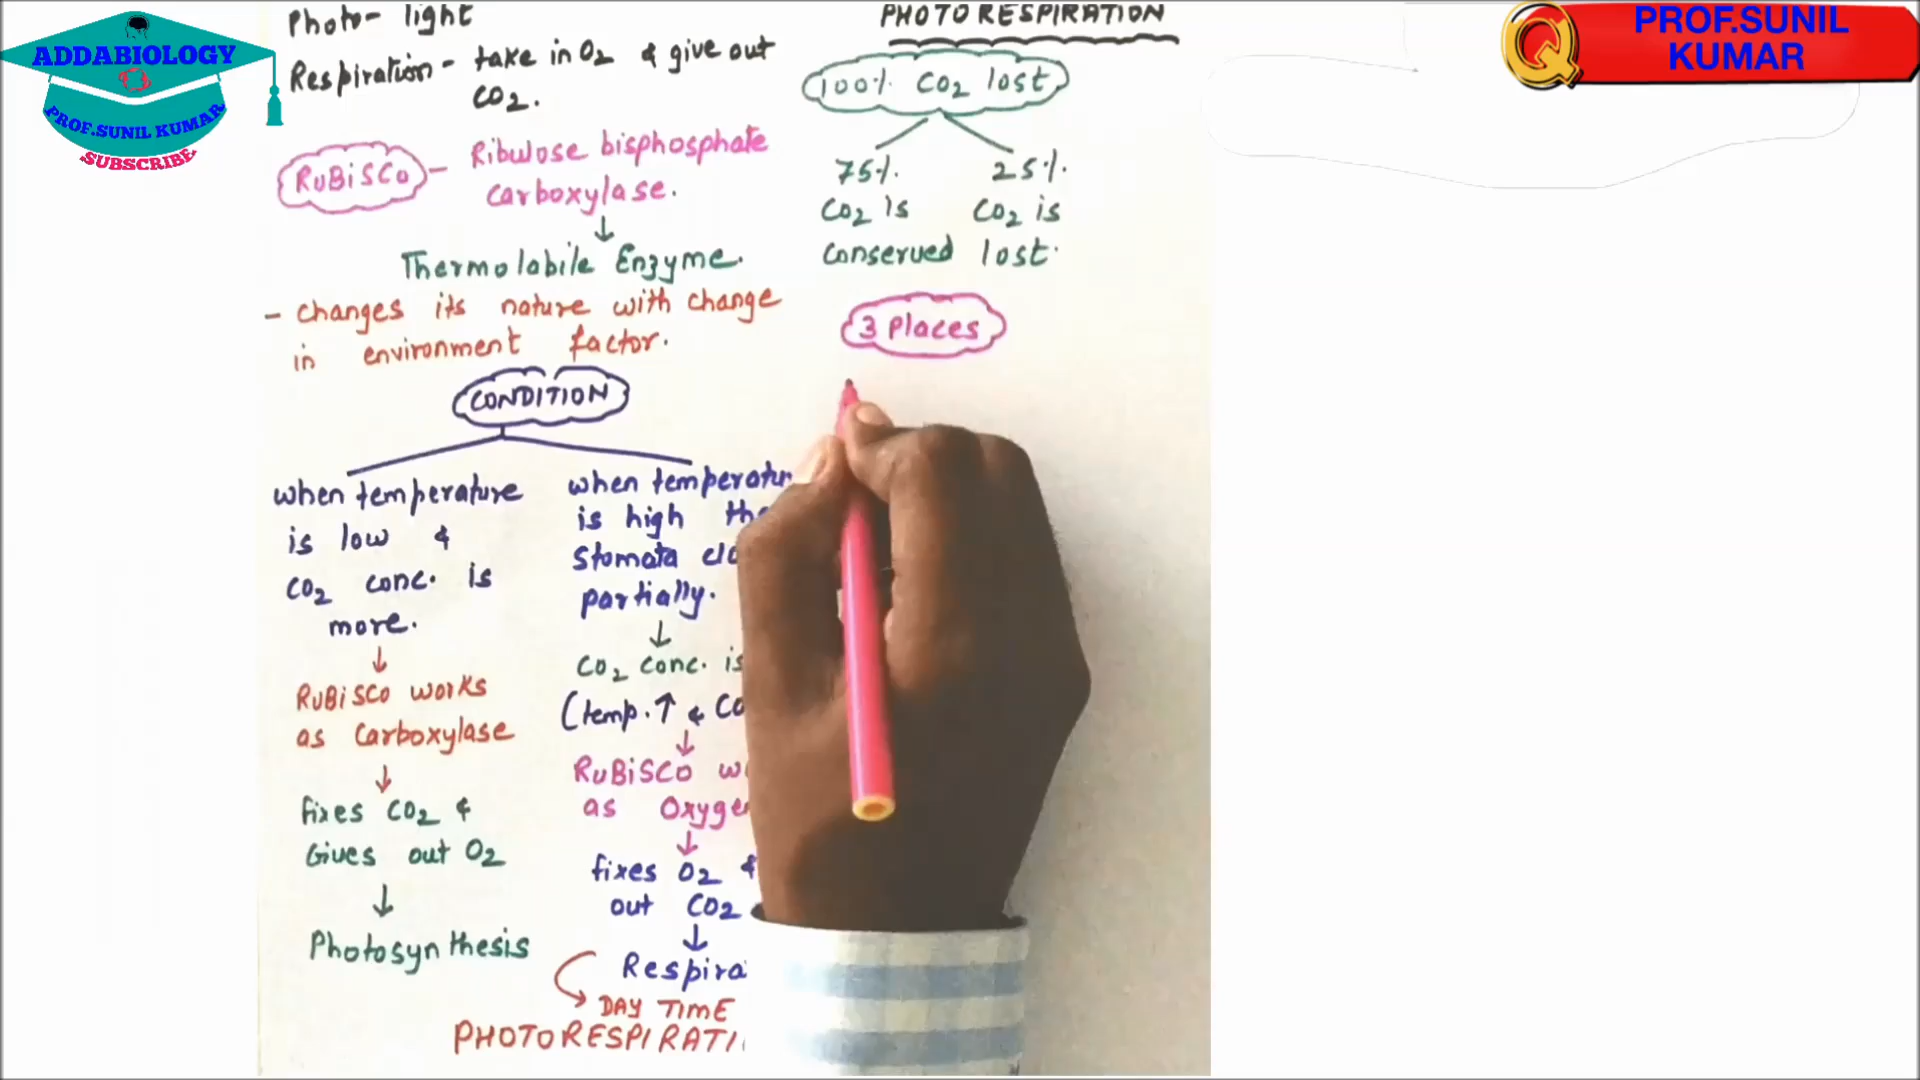 ADDABIOLOGY
PROF.SUNIL KUMAR
SUBSCRIBE
PROF.SUNIL
KUMAR
Photo- light
Respiration- take in O2 & give out
CO2.
RuBisCo - Ribulose bisphosphate
carboxylase.
↓
Thermolabile Enzyme.
- changes its nature with change
in environment factor.
CONDITION
when temperature
is low &
CO2 conc. is
more.
↓
RuBisco works
as carboxylase
↓
fixes CO2 &
Gives out O2
↓
Photosynthesis
when temperatur
is high
stomata
partially.
↓
CO2 conc. is
(temp.↑ &
↓
RuBisCo
as
↓
fixes O2 &
out CO2
↓
Respira
DAY TIME
PHOTORESPIRATI
PHOTORESPIRATION
100% CO2 lost
75%
CO2 is
conserved
25%
CO2 is
lost.
3 Places